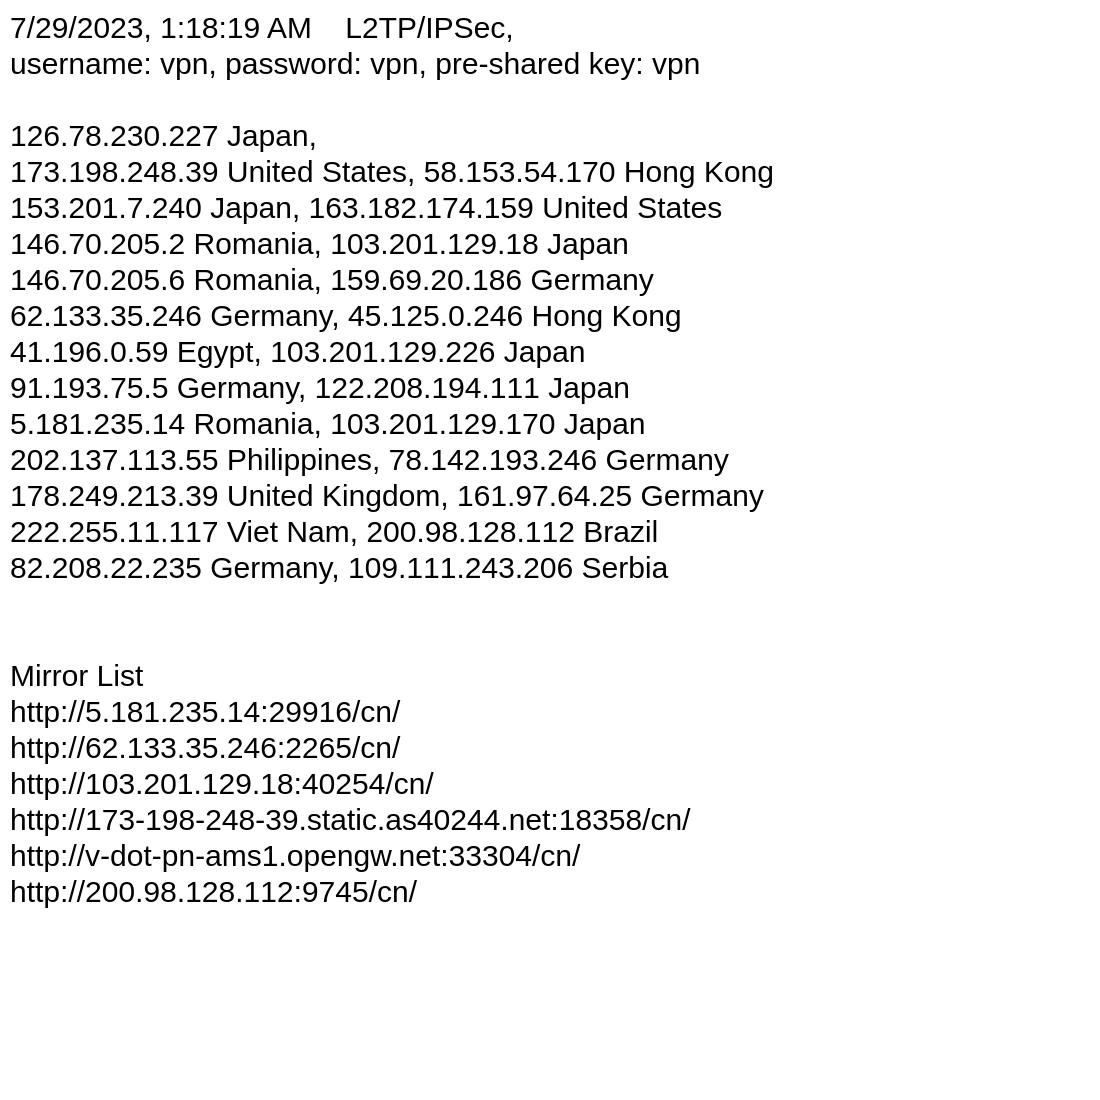 7/29/2023, 1:18:19 AM    L2TP/IPSec,
username: vpn, password: vpn, pre-shared key: vpn
126.78.230.227 Japan,
173.198.248.39 United States, 58.153.54.170 Hong Kong
153.201.7.240 Japan, 163.182.174.159 United States
146.70.205.2 Romania, 103.201.129.18 Japan
146.70.205.6 Romania, 159.69.20.186 Germany
62.133.35.246 Germany, 45.125.0.246 Hong Kong
41.196.0.59 Egypt, 103.201.129.226 Japan
91.193.75.5 Germany, 122.208.194.111 Japan
5.181.235.14 Romania, 103.201.129.170 Japan
202.137.113.55 Philippines, 78.142.193.246 Germany
178.249.213.39 United Kingdom, 161.97.64.25 Germany
222.255.11.117 Viet Nam, 200.98.128.112 Brazil
82.208.22.235 Germany, 109.111.243.206 Serbia
Mirror List
http://5.181.235.14:29916/cn/
http://62.133.35.246:2265/cn/
http://103.201.129.18:40254/cn/
http://173-198-248-39.static.as40244.net:18358/cn/
http://v-dot-pn-ams1.opengw.net:33304/cn/
http://200.98.128.112:9745/cn/